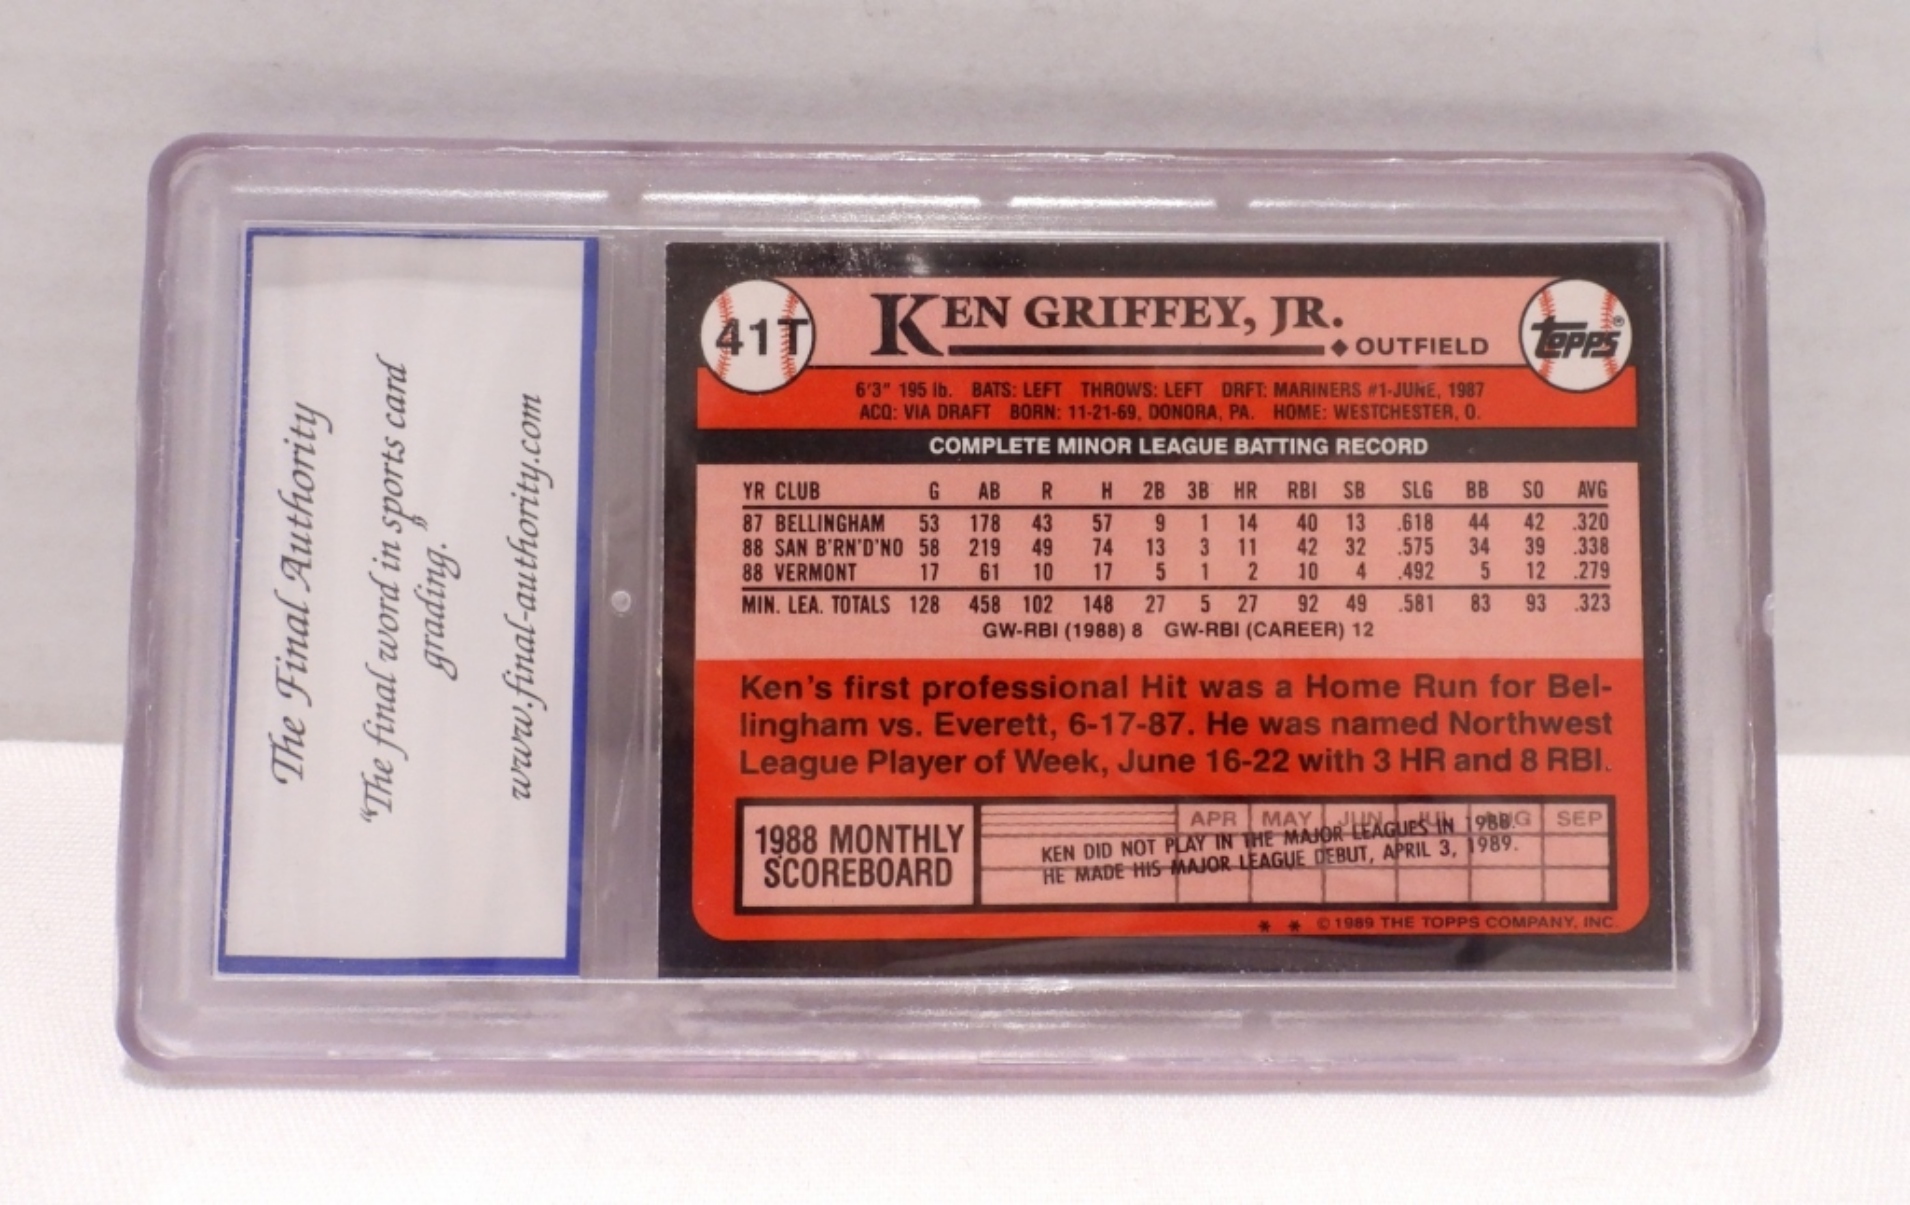 The Final Authority
"The final word in sports card
grading."
www.final-authority.com
41T
KEN GRIFFEY, JR.
◆ OUTFIELD
TOPPS®
6'3" 195 lb. BATS: LEFT THROWS: LEFT DRFT: MARINERS #1-JUNE, 1987
ACQ: VIA DRAFT BORN: 11-21-69, DONORA, PA. HOME: WESTCHESTER, O.
COMPLETE MINOR LEAGUE BATTING RECORD
YR CLUB G AB R H 2B 3B HR RBI SB SLG BB SO AVG
87 BELLINGHAM 53 178 43 57 9 1 14 40 13 .618 44 42 .320
88 SAN B'RN'D'NO 58 219 49 74 13 3 11 42 32 .575 34 39 .338
88 VERMONT 17 61 10 17 5 1 2 10 4 .492 5 12 .279
MIN. LEA. TOTALS 128 458 102 148 27 5 27 92 49 .581 83 93 .323
GW-RBI (1988) 8 GW-RBI (CAREER) 12
Ken's first professional Hit was a Home Run for Bel-
lingham vs. Everett, 6-17-87. He was named Northwest
League Player of Week, June 16-22 with 3 HR and 8 RBI.
1988 MONTHLY
SCOREBOARD
APR MAY JUN JUL AUG SEP
KEN DID NOT PLAY IN THE MAJOR LEAGUES IN 1988.
HE MADE HIS MAJOR LEAGUE DEBUT, APRIL 3, 1989.
* * © 1989 THE TOPPS COMPANY, INC.